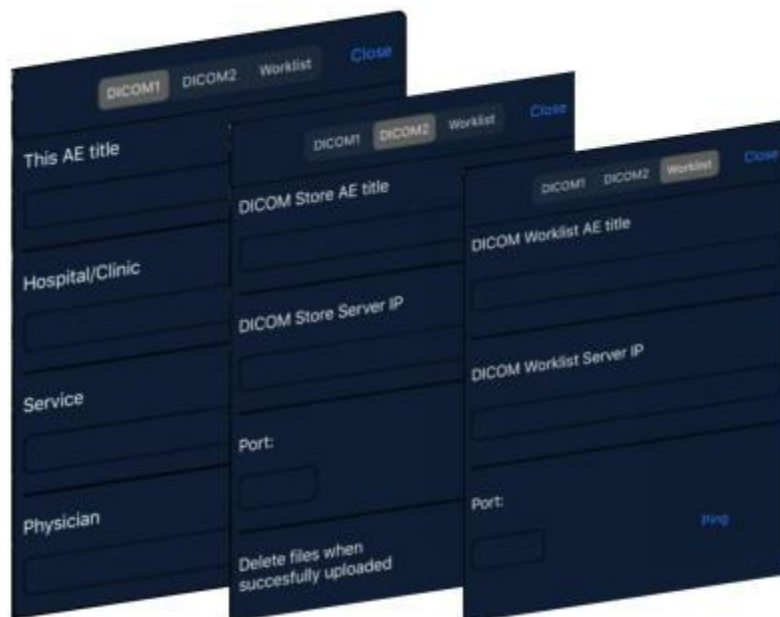 DICOM1 DICOM2 Worklist Close
This AE title
Hospital/Clinic
Service
Physician
DICOM1 DICOM2 Worklist Close
DICOM Store AE title
DICOM Store Server IP
Port:
Delete files when
succesfully uploaded
DICOM1 DICOM2 Worklist Close
DICOM Worklist AE title
DICOM Worklist Server IP
Port:
Ping